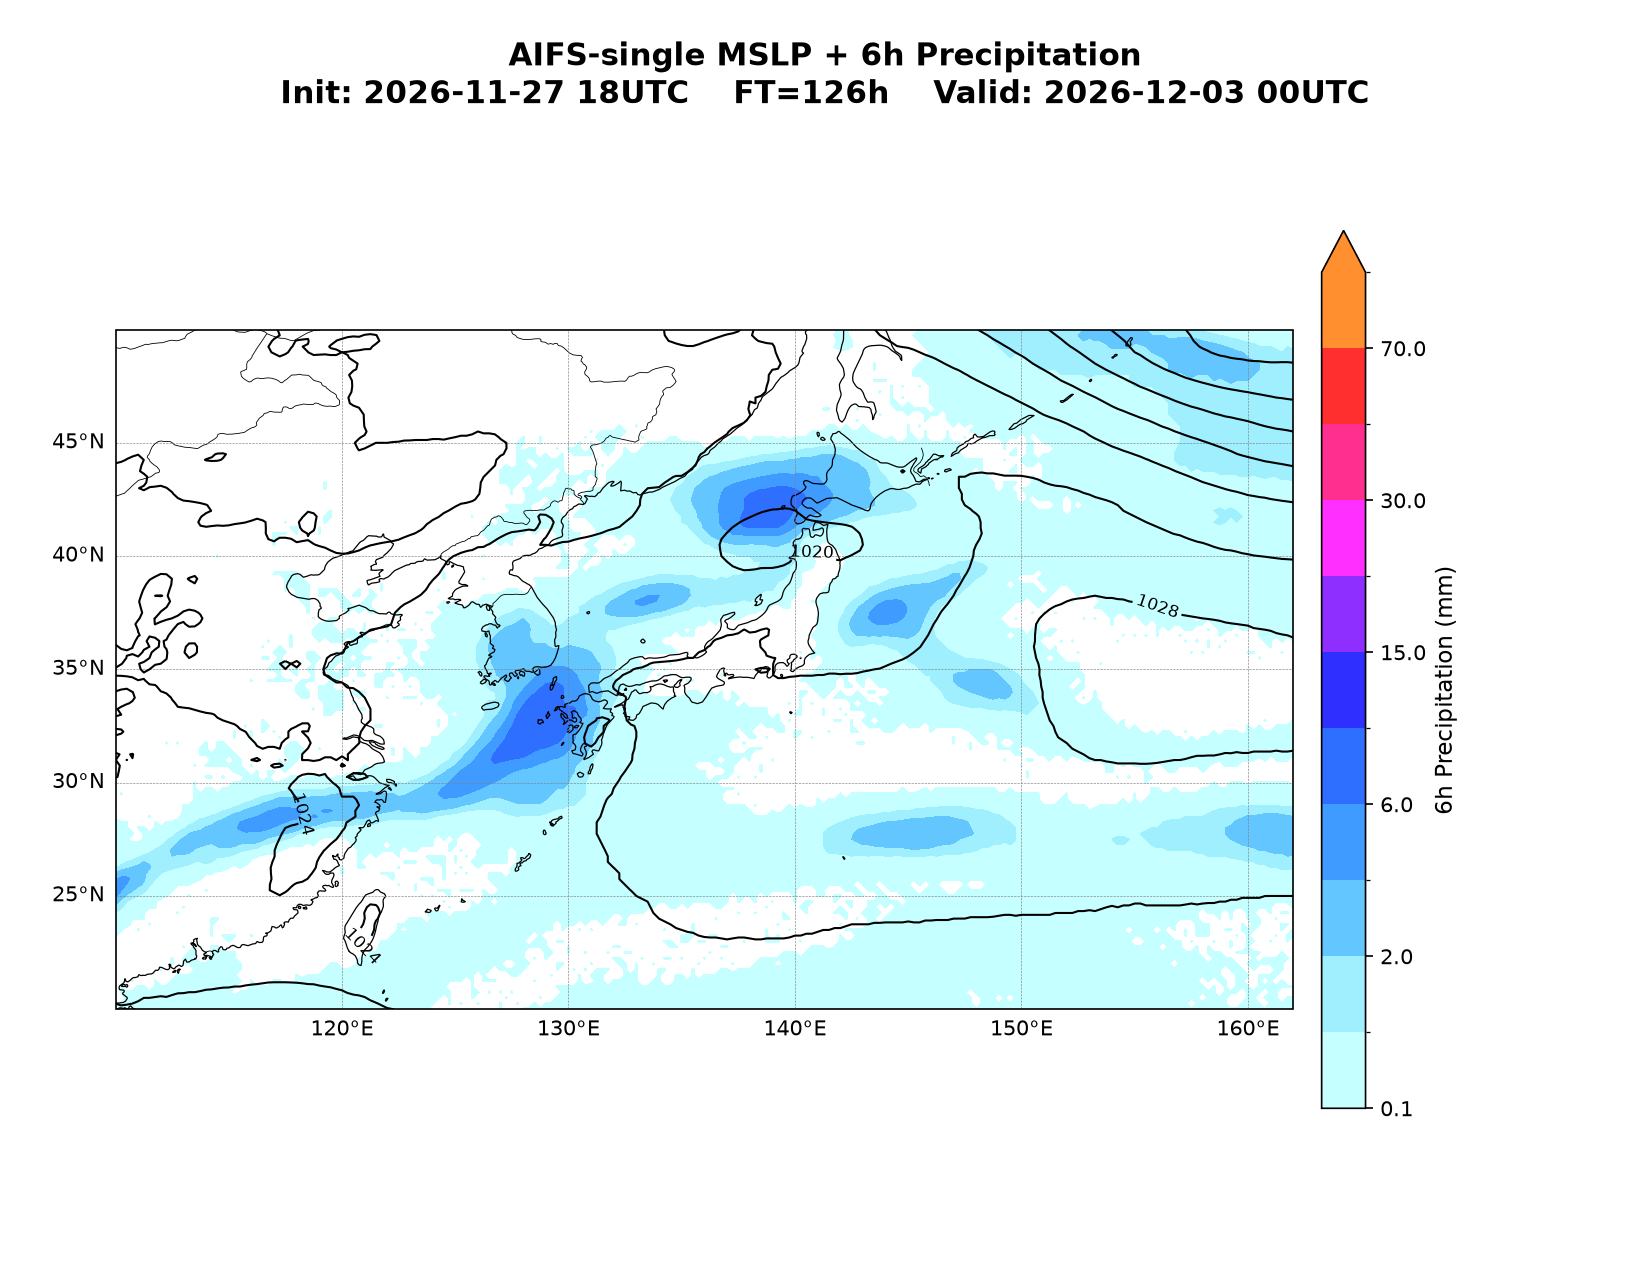 AIFS-single MSLP + 6h Precipitation
Init: 2026-11-27 18UTC    FT=126h    Valid: 2026-12-03 00UTC
70.0
30.0
15.0
6.0
2.0
0.1
6h Precipitation (mm)
45°N
40°N
35°N
30°N
25°N
120°E
130°E
140°E
150°E
160°E
1020
1028
1024